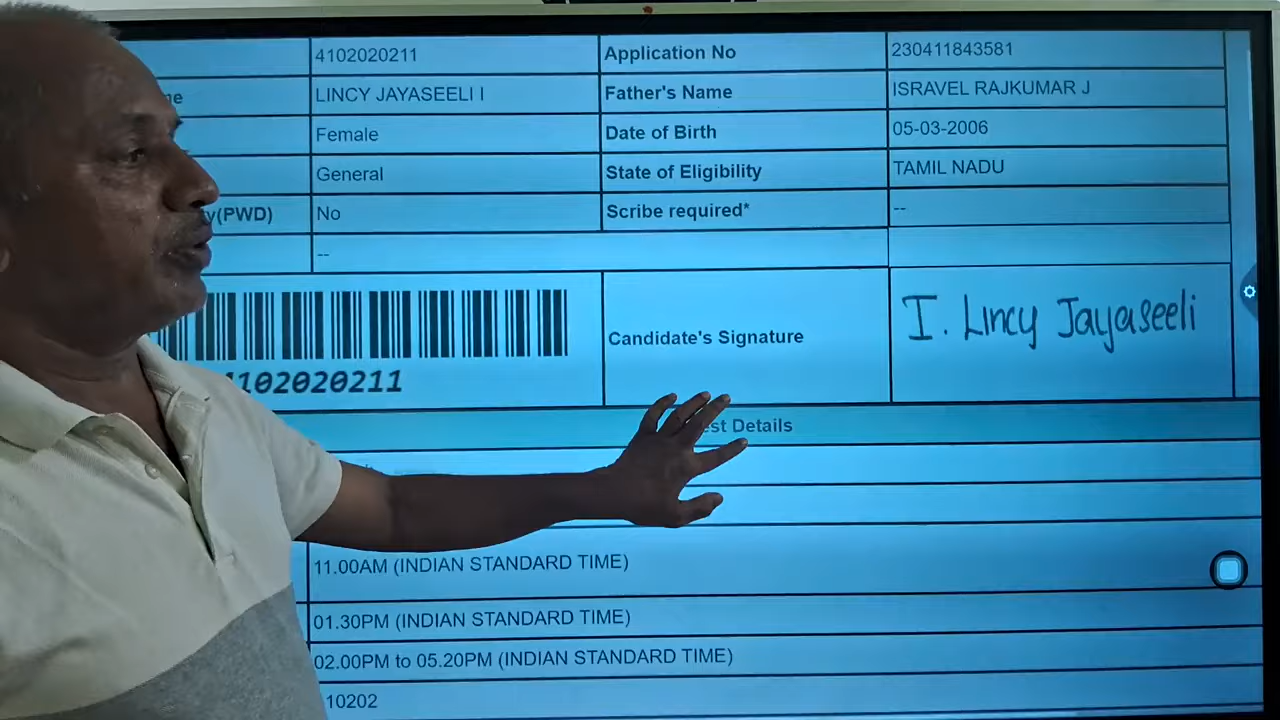 4102020211 Application No 230411843581
LINCY JAYASEELI I Father's Name ISRAVEL RAJKUMAR J
Female Date of Birth 05-03-2006
General State of Eligibility TAMIL NADU
(PWD) No Scribe required* --
--
Candidate's Signature I. Lincy Jayaseeli
4102020211
Details
11.00AM (INDIAN STANDARD TIME)
01.30PM (INDIAN STANDARD TIME)
02.00PM to 05.20PM (INDIAN STANDARD TIME)
10202